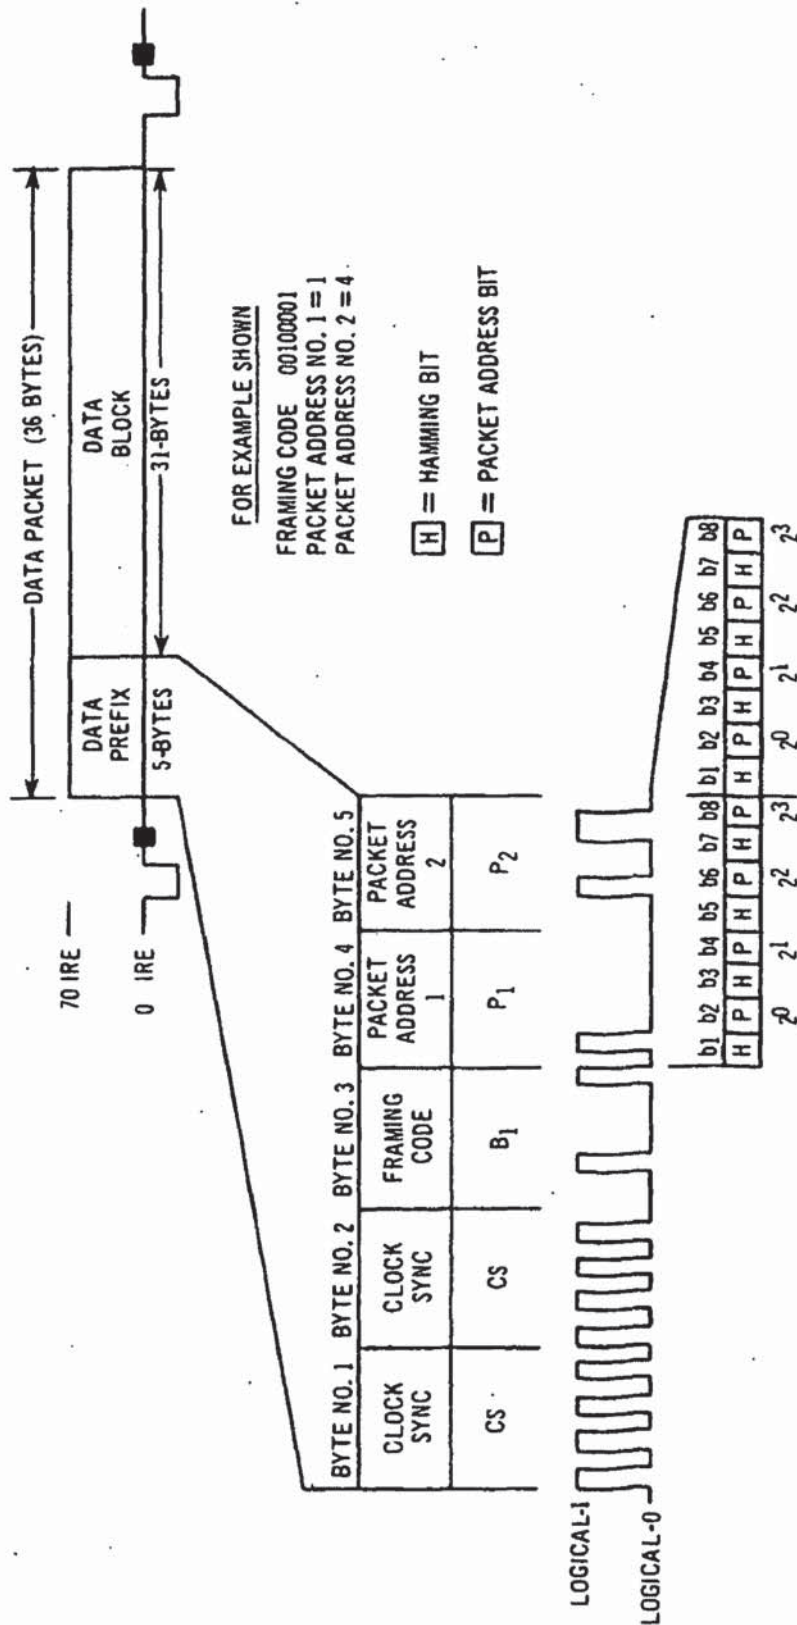 DATA PACKET (36 BYTES)
70 IRE
0 IRE
DATA
PREFIX
5-BYTES
DATA
BLOCK
31-BYTES
FOR EXAMPLE SHOWN
FRAMING CODE 00100001
PACKET ADDRESS NO. 1 = 1
PACKET ADDRESS NO. 2 = 4
H = HAMMING BIT
P = PACKET ADDRESS BIT
BYTE NO. 1 BYTE NO. 2 BYTE NO. 3 BYTE NO. 4 BYTE NO. 5
CLOCK
SYNC
CLOCK
SYNC
FRAMING
CODE
PACKET
ADDRESS
1
PACKET
ADDRESS
2
CS CS B1 P1 P2
LOGICAL-1
LOGICAL-0
b1 b2 b3 b4 b5 b6 b7 b8 b1 b2 b3 b4 b5 b6 b7 b8
H P H P H P H P H P H P H P H P
2⁰ 2¹ 2² 2³ 2⁰ 2¹ 2² 2³